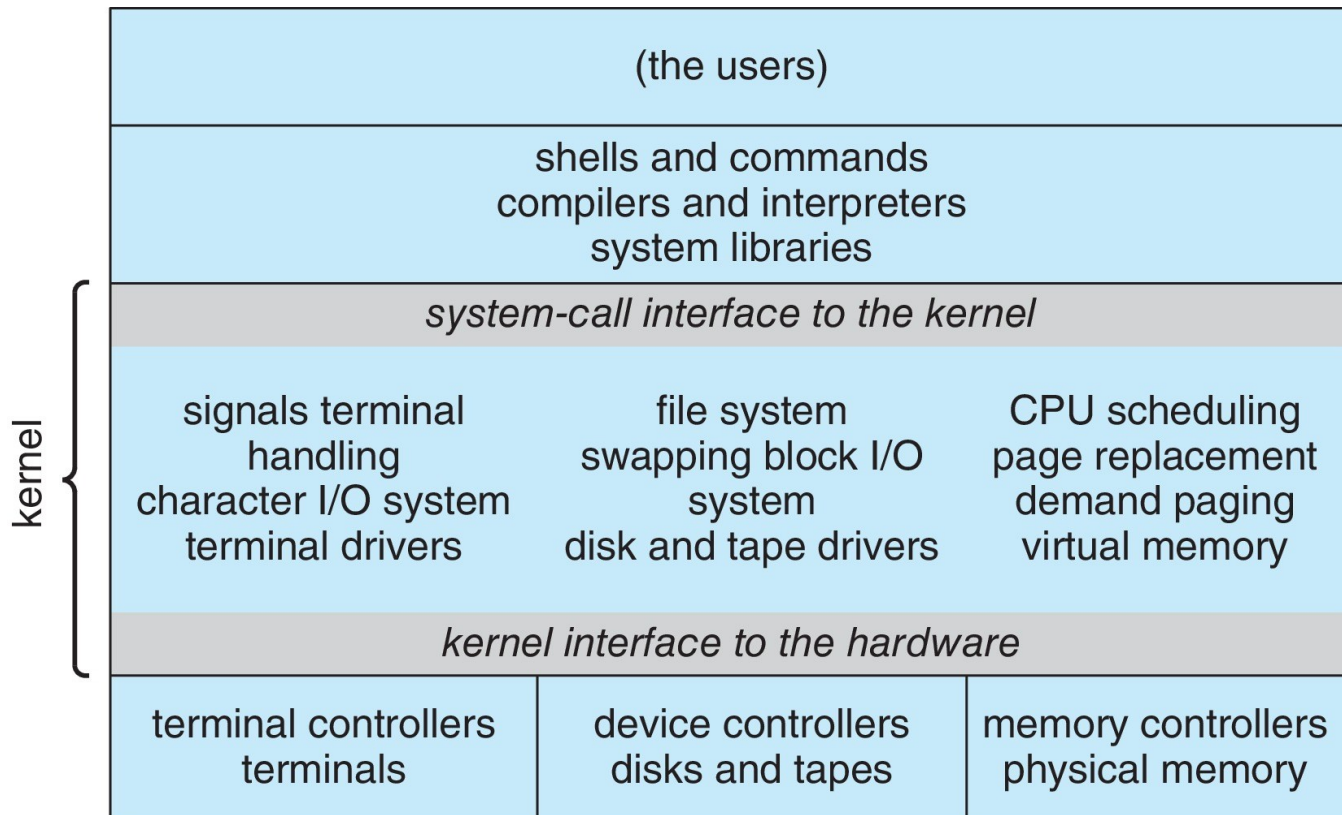 (the users)
shells and commands
compilers and interpreters
system libraries
kernel
system-call interface to the kernel
signals terminal
handling
character I/O system
terminal drivers
file system
swapping block I/O
system
disk and tape drivers
CPU scheduling
page replacement
demand paging
virtual memory
kernel interface to the hardware
terminal controllers
terminals
device controllers
disks and tapes
memory controllers
physical memory